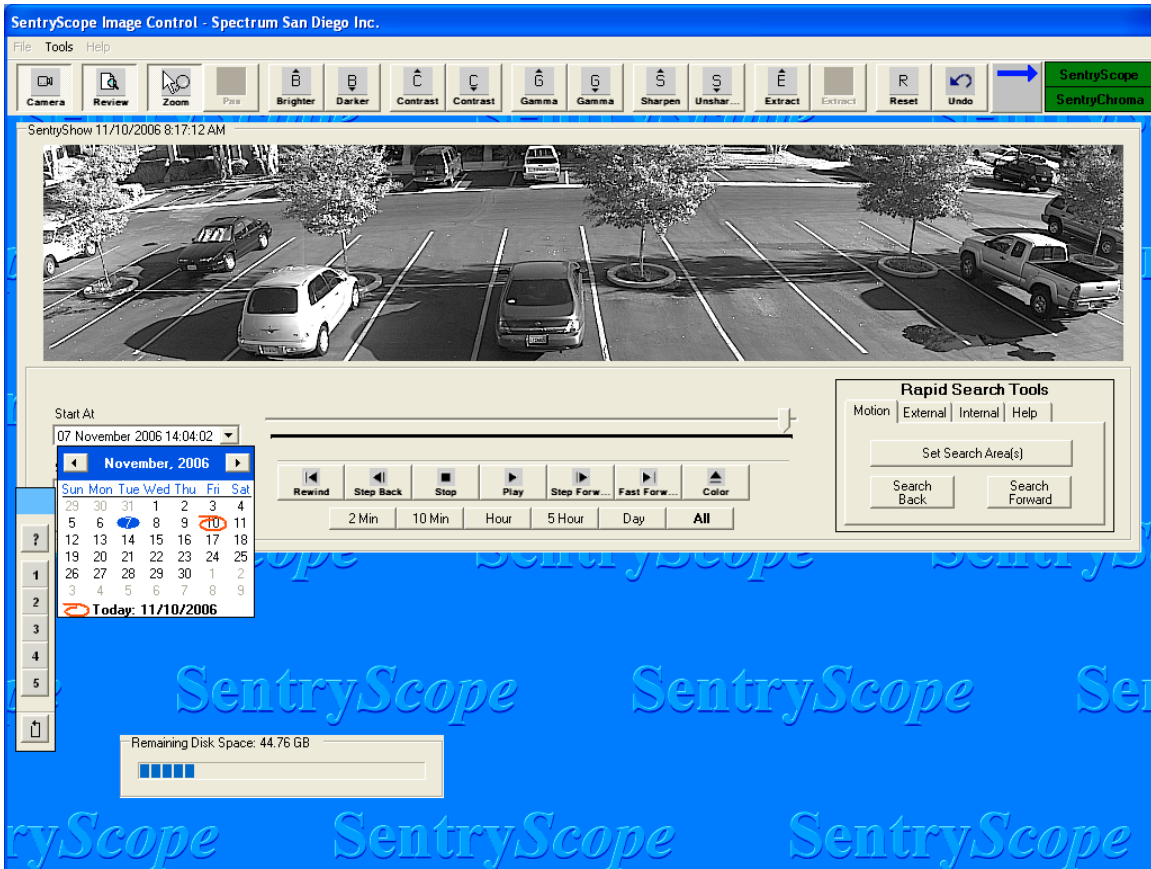 SentryScope Image Control - Spectrum San Diego Inc.
File Tools Help
Camera Review Zoom Pan B Brighter B Darker C Contrast C Contrast G Gamma G Gamma S Sharpen S Unshar... E Extract Extract R Reset Undo
SentryScope
SentryChroma
SentryShow 11/10/2006 8:17:12 AM
Start At
07 November 2006 14:04:02
November, 2006
Sun Mon Tue Wed Thu Fri Sat
29 30 31 1 2 3 4
5 6 7 8 9 10 11
12 13 14 15 16 17 18
19 20 21 22 23 24 25
26 27 28 29 30 1 2
3 4 5 6 7 8 9
Today: 11/10/2006
Rewind Step Back Stop Play Step Forw... Fast Forw... Color
2 Min 10 Min Hour 5 Hour Day All
Rapid Search Tools
Motion External Internal Help
Set Search Area(s)
Search Back
Search Forward
?
1
2
3
4
5
SentryScope SentryScope
Remaining Disk Space: 44.76 GB
SentryScope SentryScope